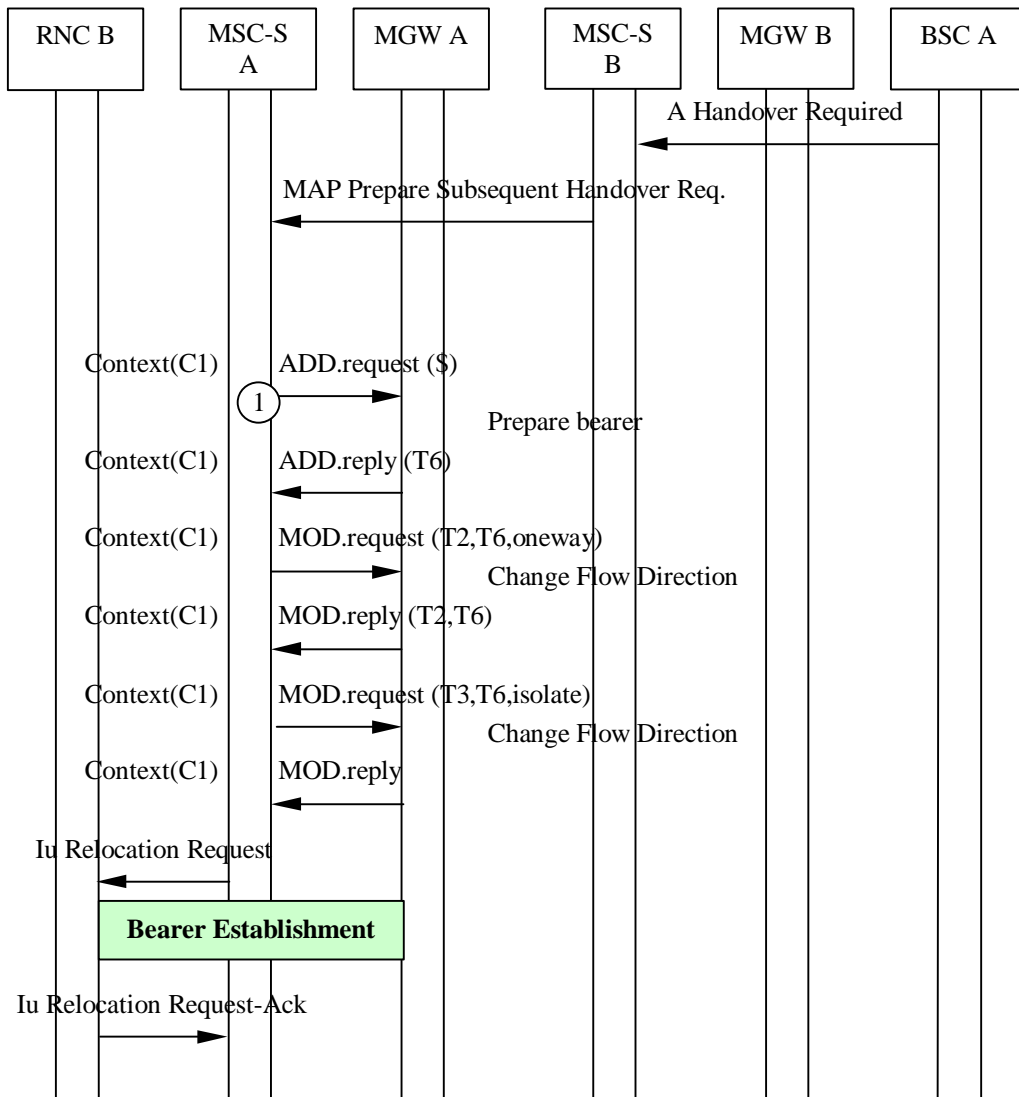 RNC B
MSC-S
A
MGW A
MSC-S
B
MGW B
BSC A
A Handover Required
MAP Prepare Subsequent Handover Req.
Context(C1) ADD.request ($)
1
Prepare bearer
Context(C1) ADD.reply (T6)
Context(C1) MOD.request (T2,T6,oneway)
Change Flow Direction
Context(C1) MOD.reply (T2,T6)
Context(C1) MOD.request (T3,T6,isolate)
Change Flow Direction
Context(C1) MOD.reply
Iu Relocation Request
Bearer Establishment
Iu Relocation Request-Ack